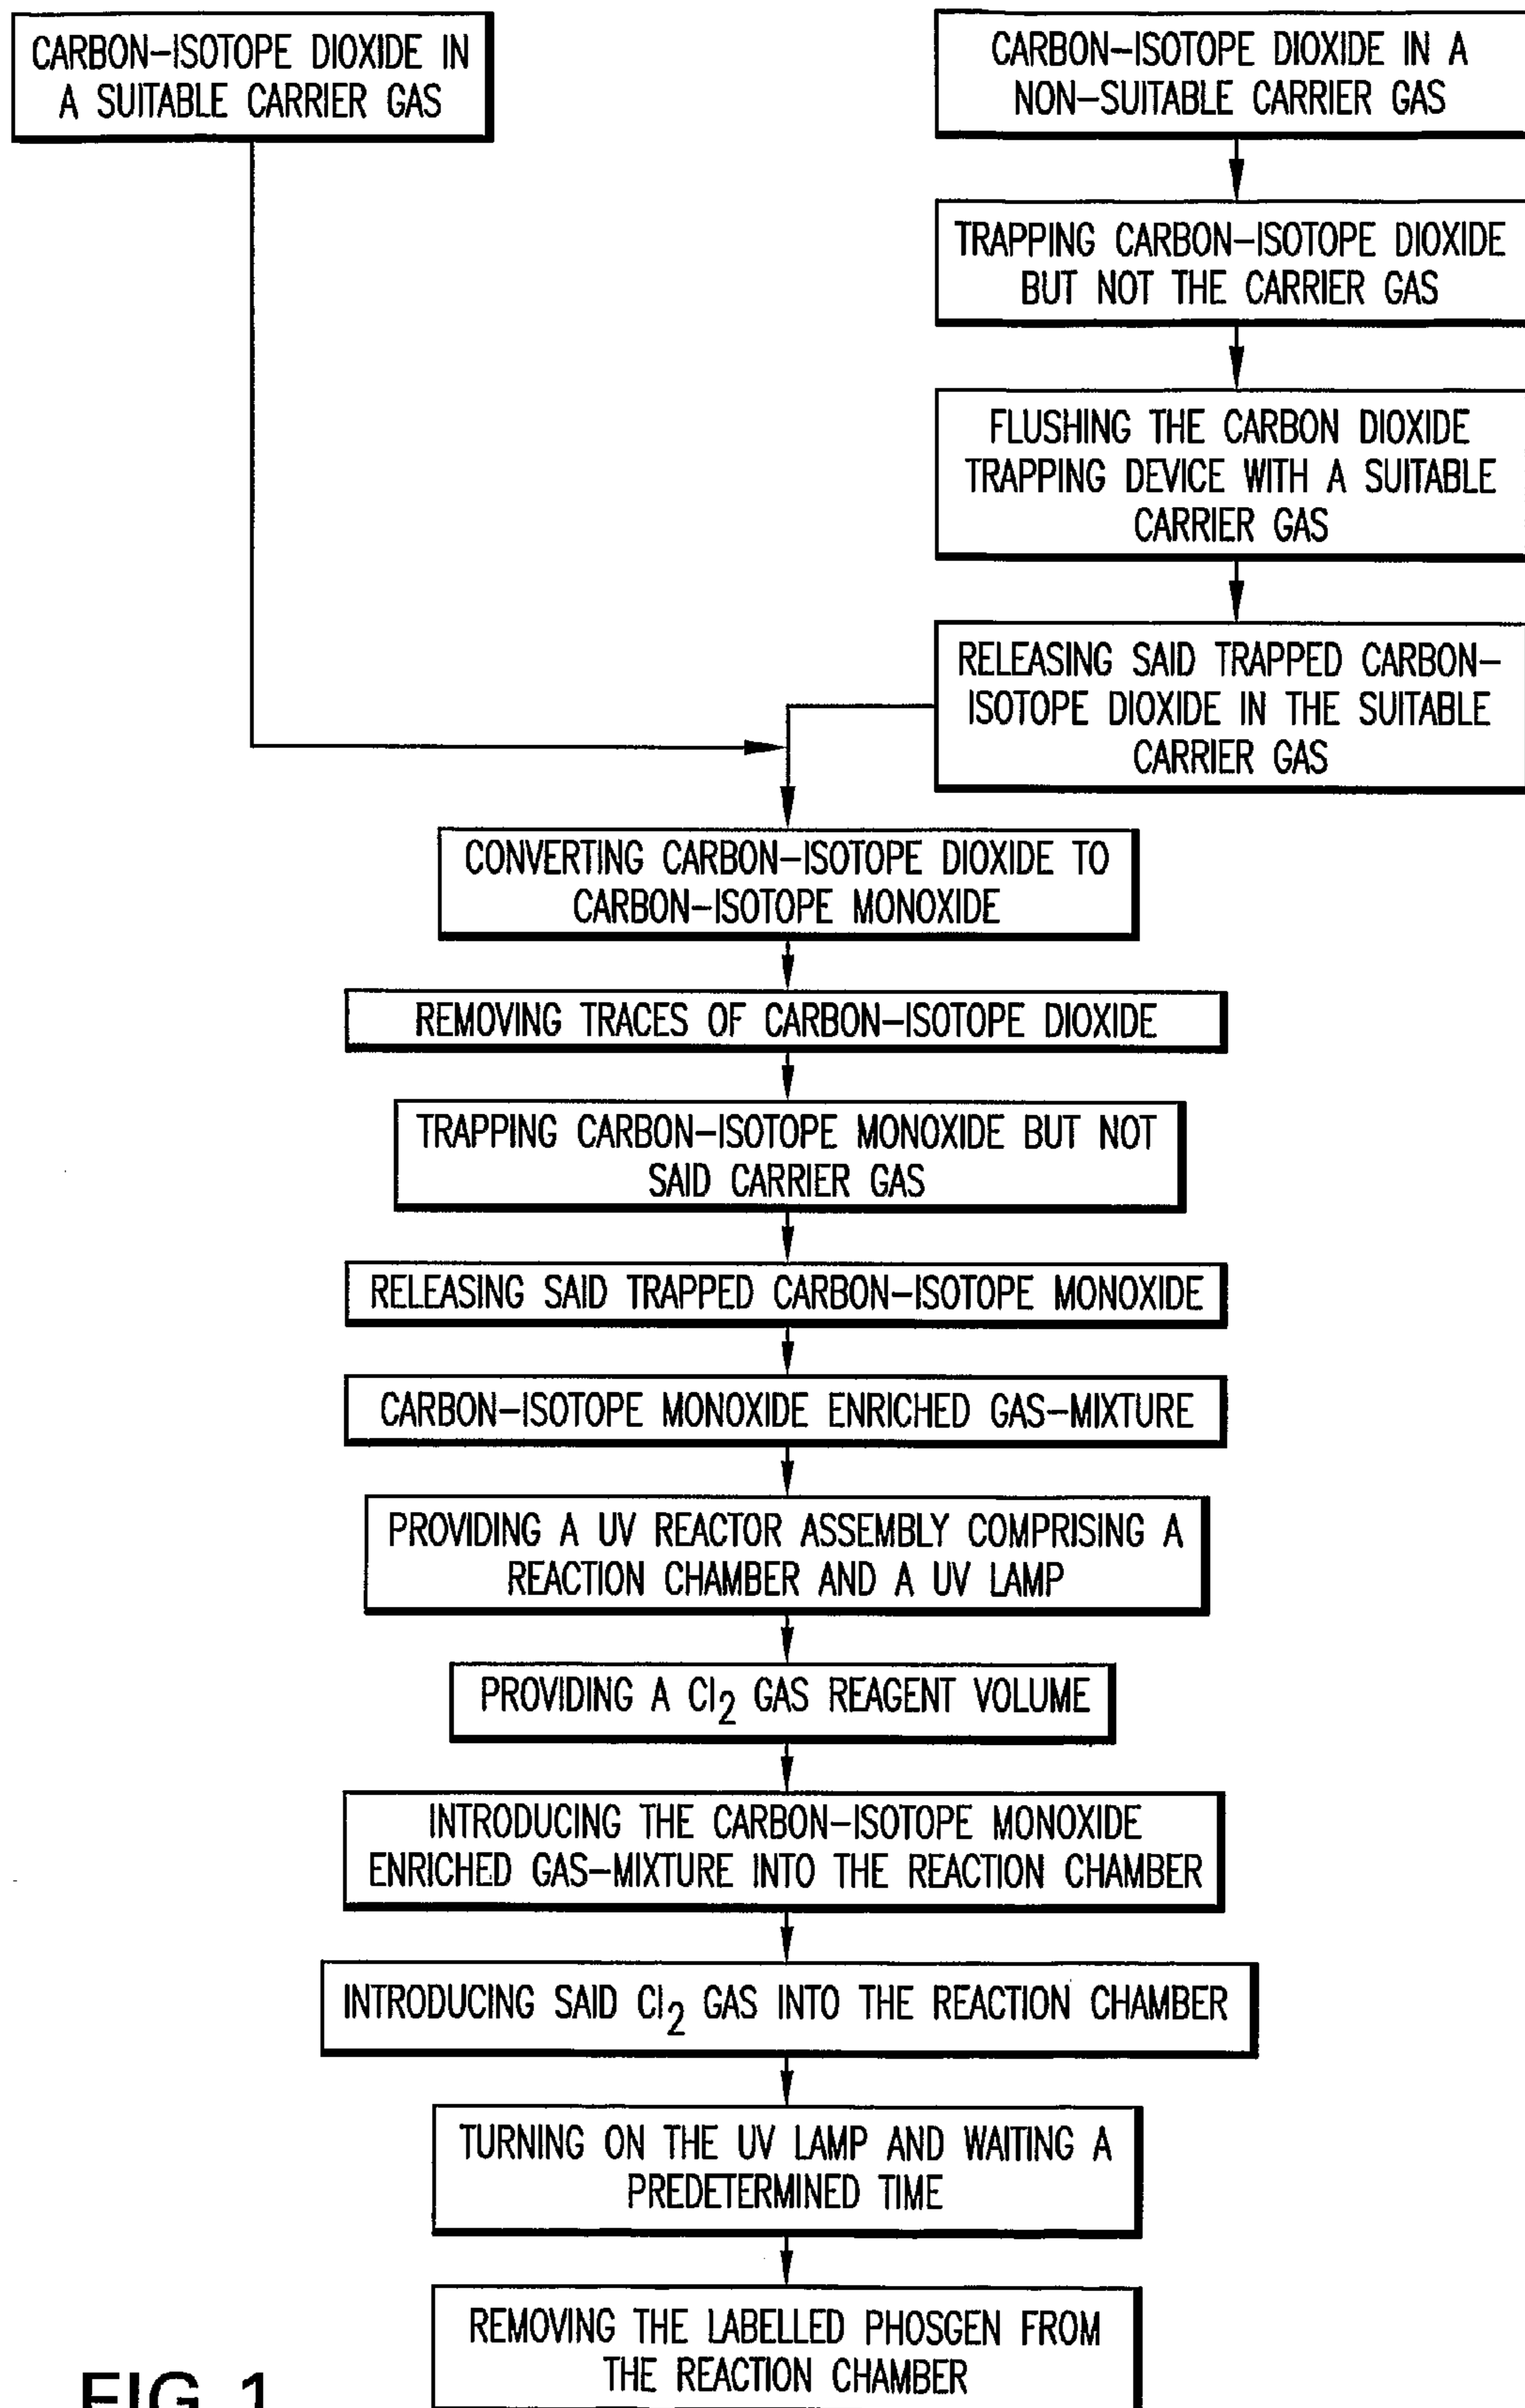 CARBON-ISOTOPE DIOXIDE IN
A SUITABLE CARRIER GAS
CARBON-ISOTOPE DIOXIDE IN A
NON-SUITABLE CARRIER GAS
TRAPPING CARBON-ISOTOPE DIOXIDE
BUT NOT THE CARRIER GAS
FLUSHING THE CARBON DIOXIDE
TRAPPING DEVICE WITH A SUITABLE
CARRIER GAS
RELEASING SAID TRAPPED CARBON-
ISOTOPE DIOXIDE IN THE SUITABLE
CARRIER GAS
CONVERTING CARBON-ISOTOPE DIOXIDE TO
CARBON-ISOTOPE MONOXIDE
REMOVING TRACES OF CARBON-ISOTOPE DIOXIDE
TRAPPING CARBON-ISOTOPE MONOXIDE BUT NOT
SAID CARRIER GAS
RELEASING SAID TRAPPED CARBON-ISOTOPE MONOXIDE
CARBON-ISOTOPE MONOXIDE ENRICHED GAS-MIXTURE
PROVIDING A UV REACTOR ASSEMBLY COMPRISING A
REACTION CHAMBER AND A UV LAMP
PROVIDING A Cl2 GAS REAGENT VOLUME
INTRODUCING THE CARBON-ISOTOPE MONOXIDE
ENRICHED GAS-MIXTURE INTO THE REACTION CHAMBER
INTRODUCING SAID Cl2 GAS INTO THE REACTION CHAMBER
TURNING ON THE UV LAMP AND WAITING A
PREDETERMINED TIME
REMOVING THE LABELLED PHOSGEN FROM
THE REACTION CHAMBER
FIG. 1